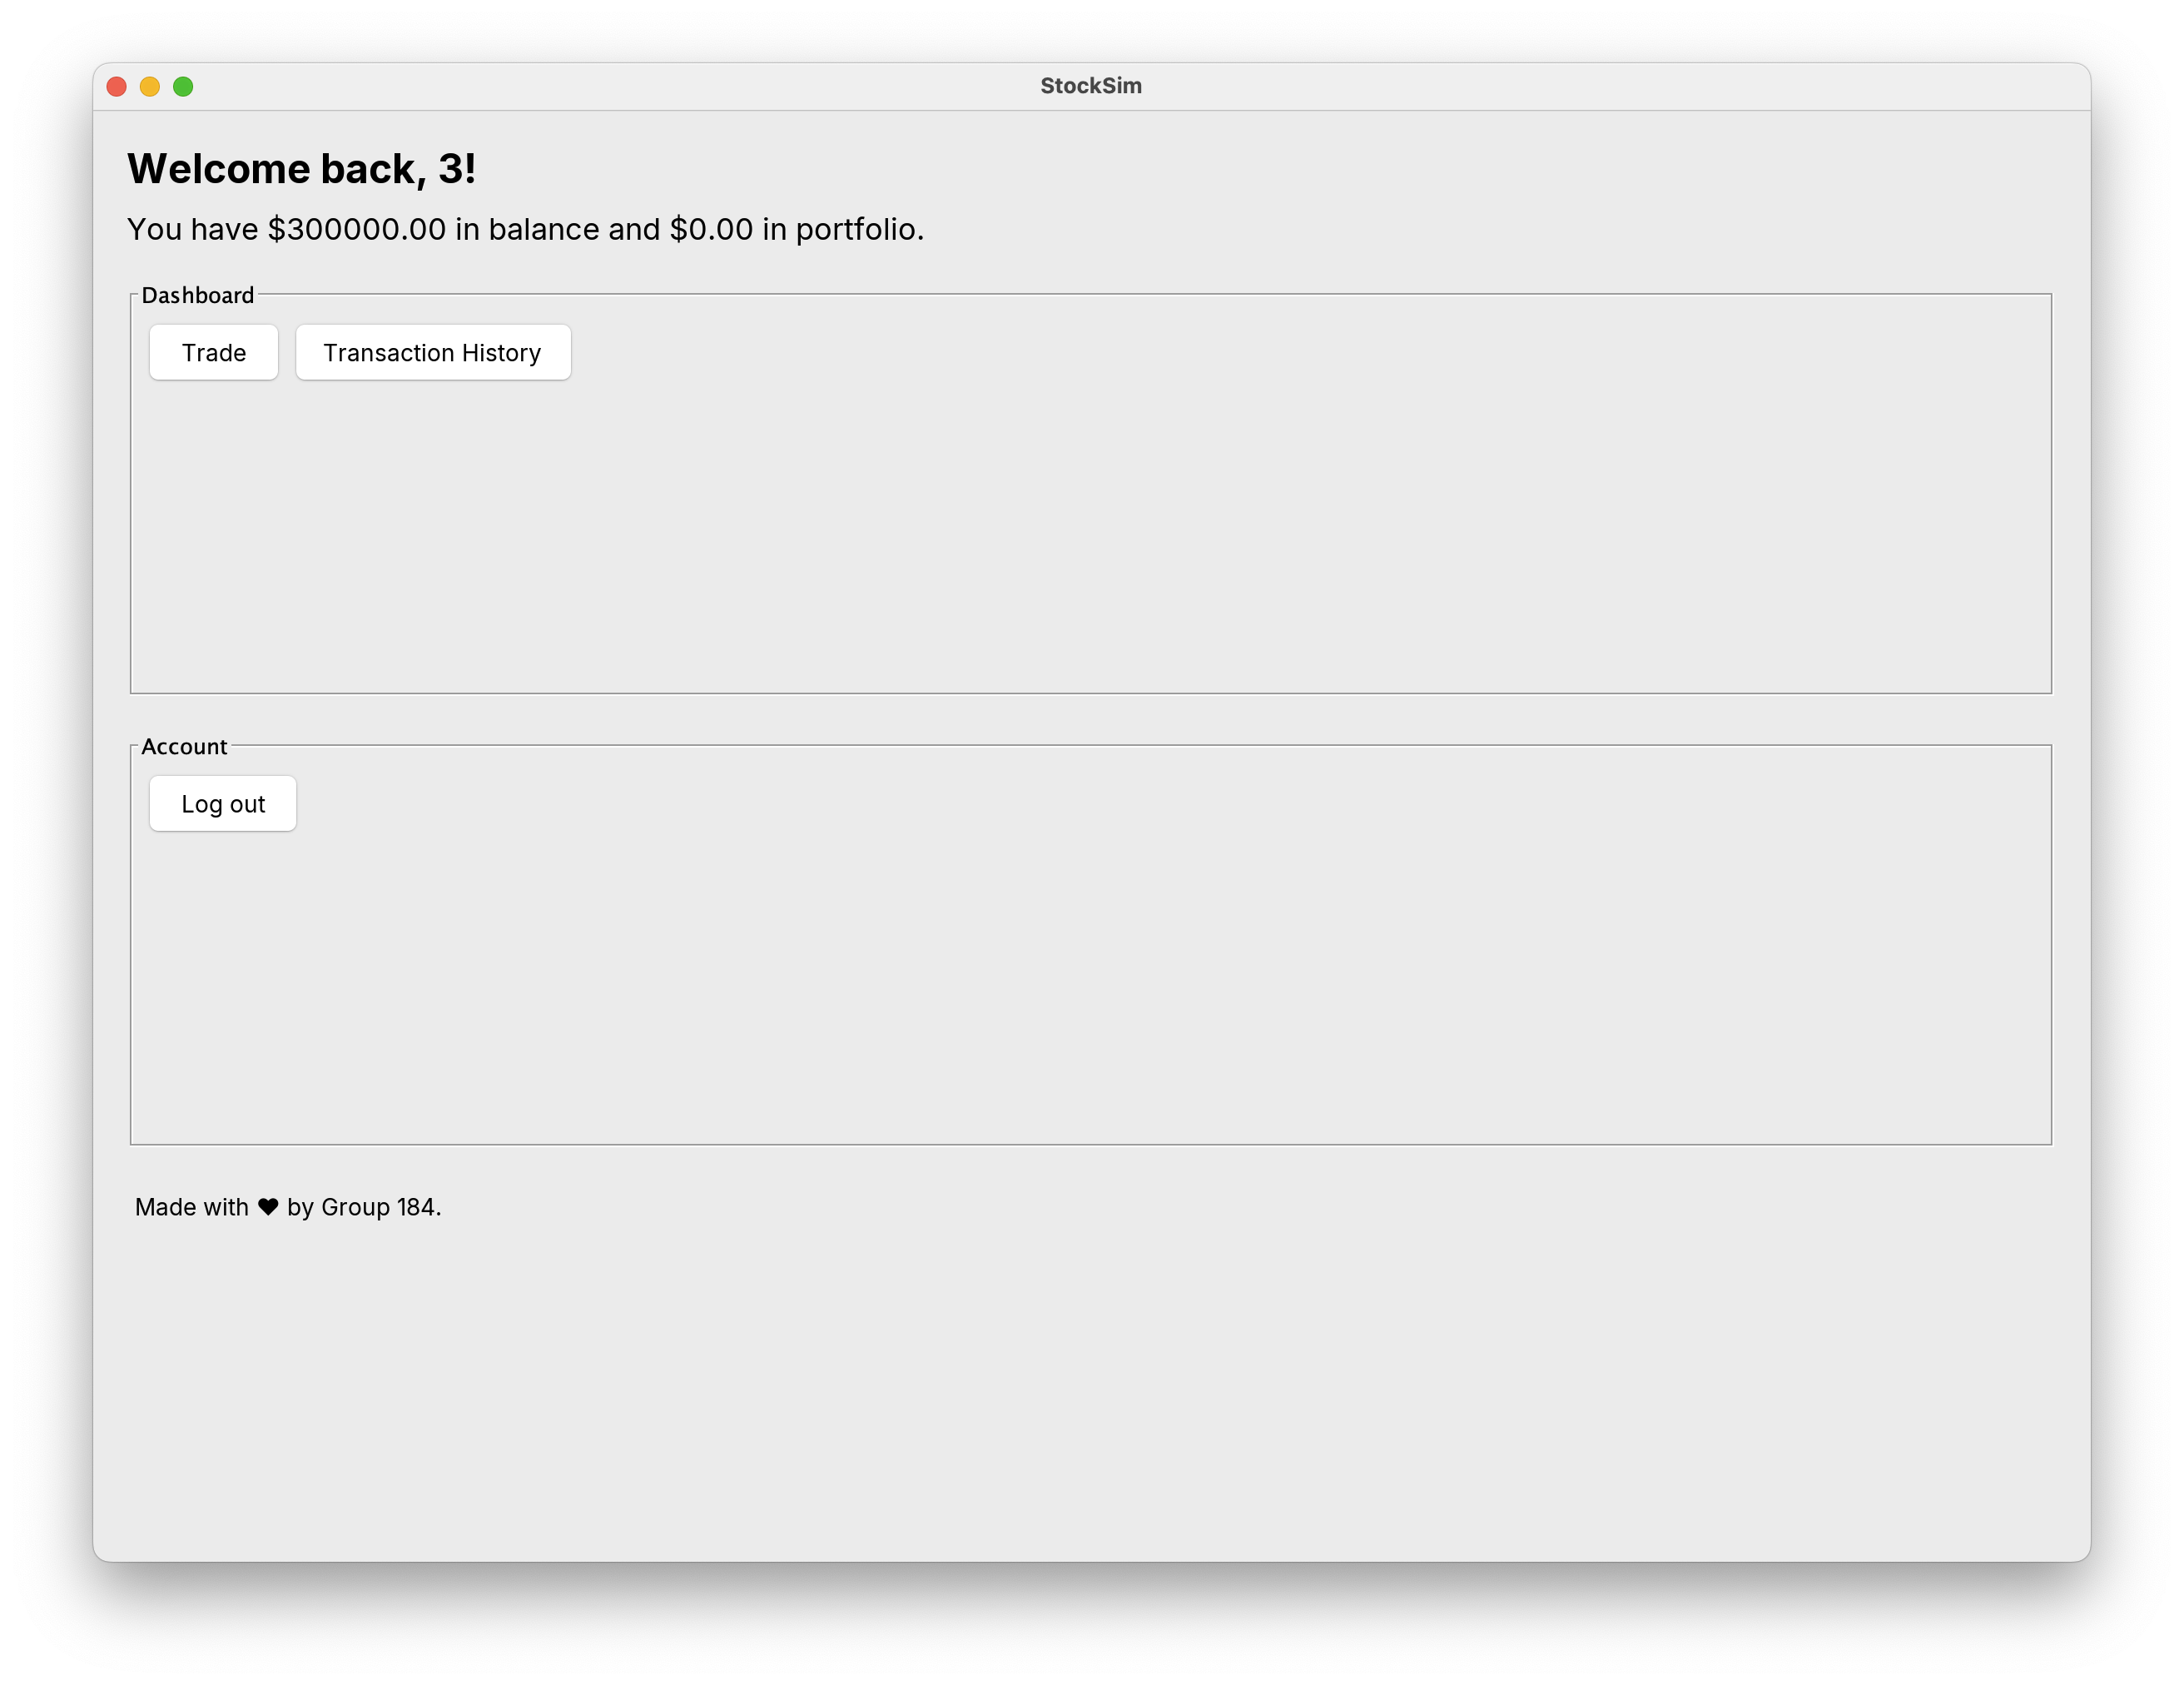 StockSim
Welcome back, 3!
You have $300000.00 in balance and $0.00 in portfolio.
Dashboard
Trade Transaction History
Account
Log out
Made with ❤ by Group 184.